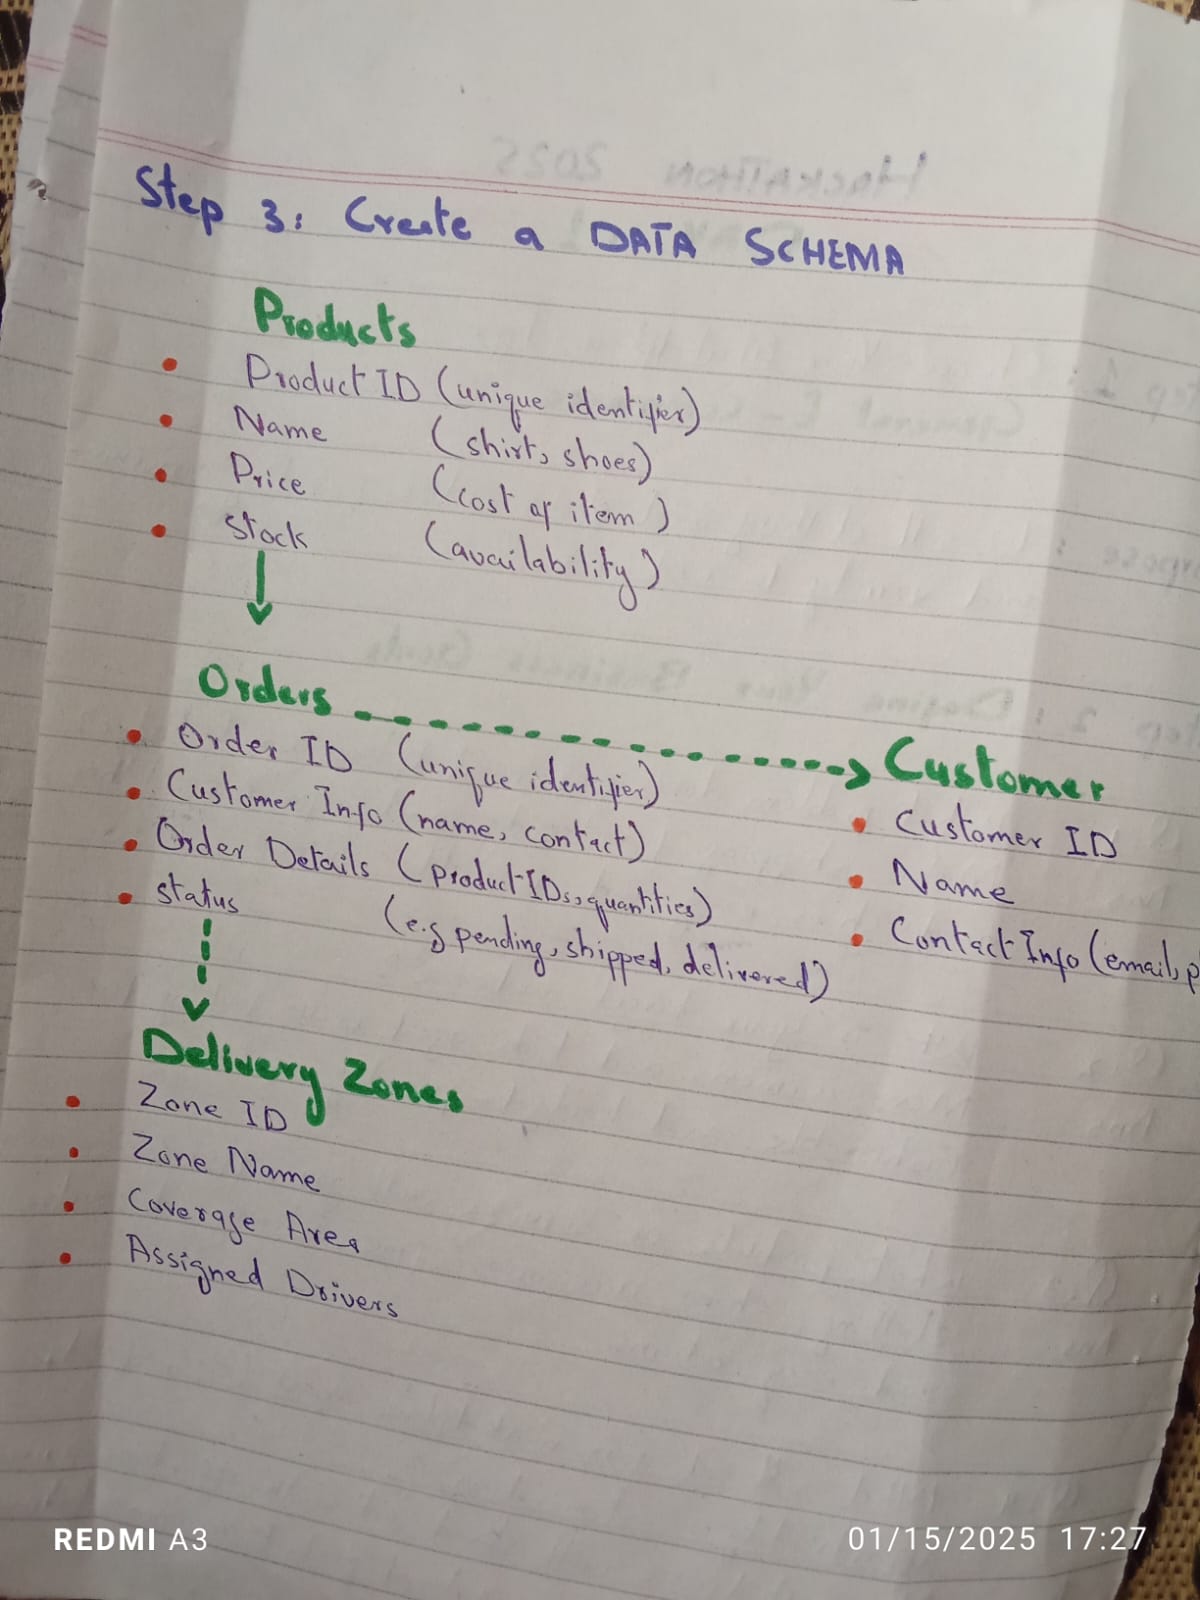 Step 3: Create a DATA SCHEMA
Products
• Product ID (unique identifier)
• Name (shirt, shoes)
• Price (cost of item)
• Stock (availability)
Orders
• Order ID (unique identifier)
• Customer Info (name, contact)
• Order Details (product IDs, quantities)
• Status (e.g pending, shipped, delivered)
Customer
• Customer ID
• Name
• Contact Info (email, p
Delivery Zones
• Zone ID
• Zone Name
• Coverage Area
• Assigned Drivers
HACKATHON 2025
REDMI A3
01/15/2025 17:27